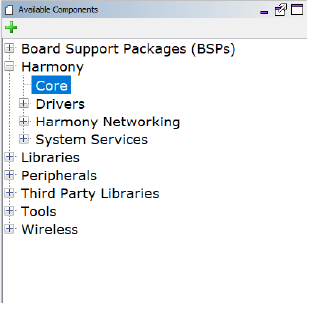 Available Components
Board Support Packages (BSPs)
Harmony
Core
Drivers
Harmony Networking
System Services
Libraries
Peripherals
Third Party Libraries
Tools
Wireless